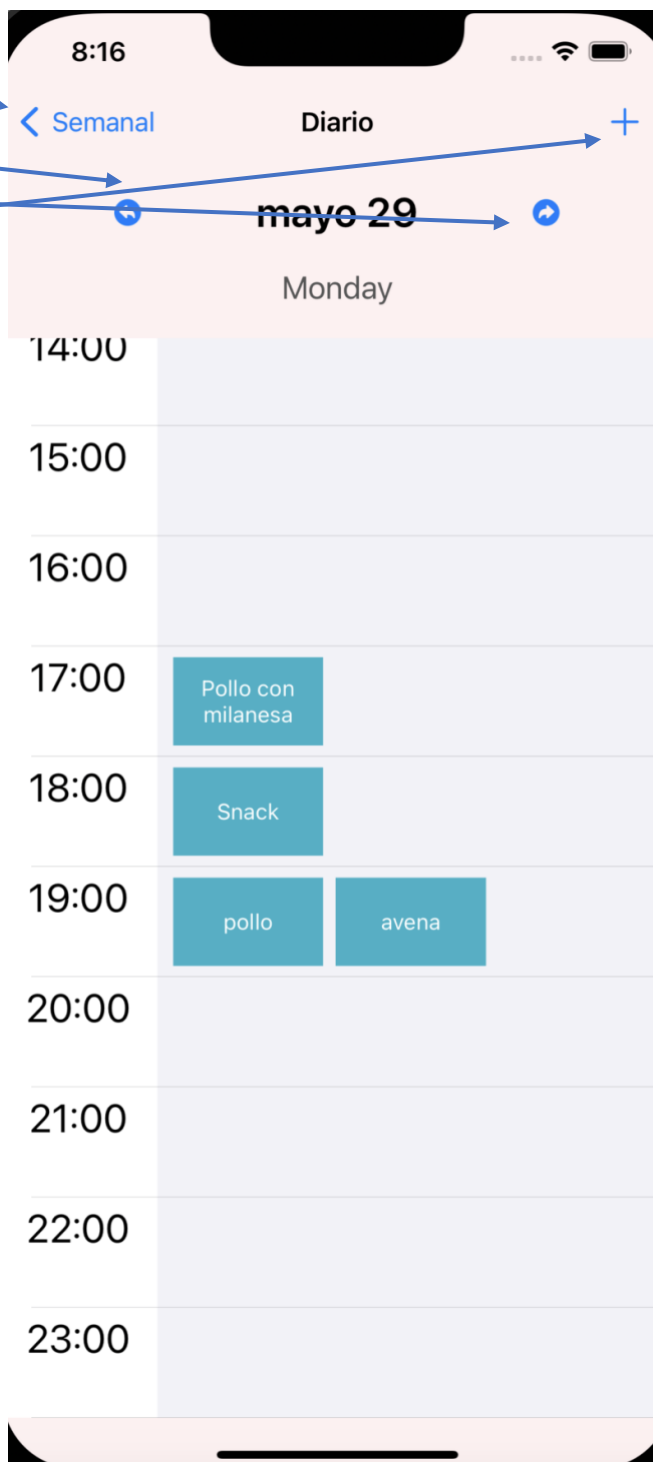 8:16
Semanal
Diario
mayo 29
Monday
14:00
15:00
16:00
17:00
Pollo con
milanesa
18:00
Snack
19:00
pollo
avena
20:00
21:00
22:00
23:00